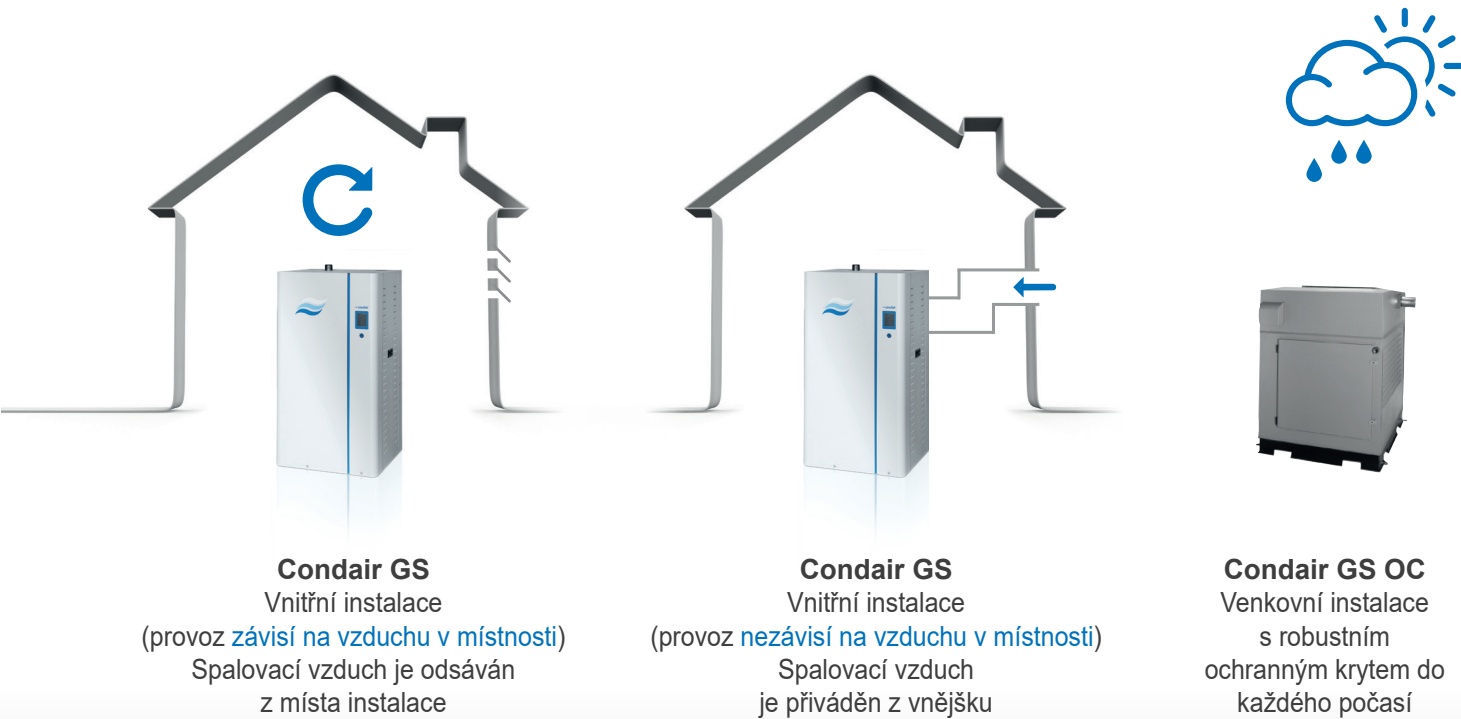 Condair GS
Vnitřní instalace
(provoz závisí na vzduchu v místnosti)
Spalovací vzduch je odsáván
z místa instalace
Condair GS
Vnitřní instalace
(provoz nezávisí na vzduchu v místnosti)
Spalovací vzduch
je přiváděn z vnějšku
Condair GS OC
Venkovní instalace
s robustním
ochranným krytem do
každého počasí